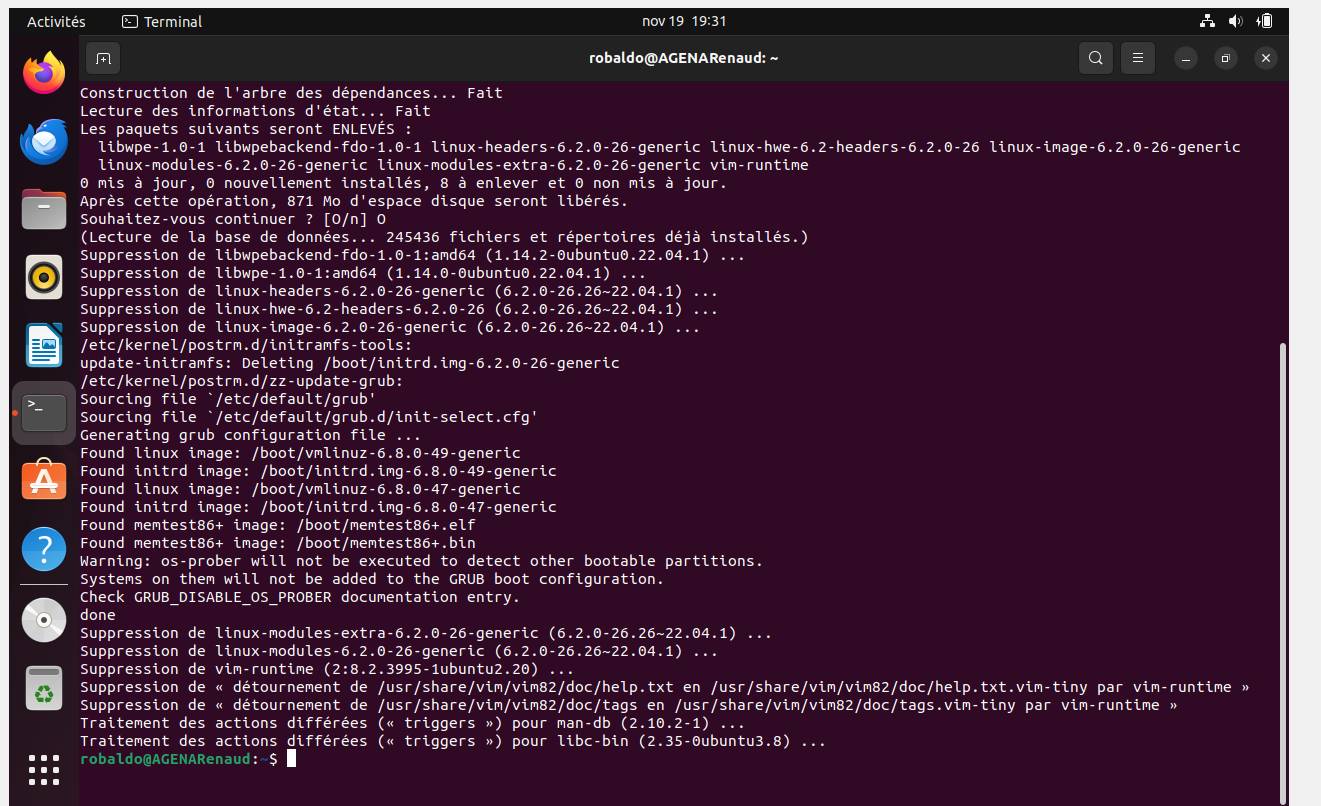 Activités
Terminal
nov 19 19:31
robaldo@AGENARenaud: ~
Construction de l'arbre des dépendances... Fait
Lecture des informations d'état... Fait
Les paquets suivants seront ENLEVÉS :
  libwpe-1.0-1 libwpebackend-fdo-1.0-1 linux-headers-6.2.0-26-generic linux-hwe-6.2-headers-6.2.0-26 linux-image-6.2.0-26-generic
  linux-modules-6.2.0-26-generic linux-modules-extra-6.2.0-26-generic vim-runtime
0 mis à jour, 0 nouvellement installés, 8 à enlever et 0 non mis à jour.
Après cette opération, 871 Mo d'espace disque seront libérés.
Souhaitez-vous continuer ? [O/n] O
(Lecture de la base de données... 245436 fichiers et répertoires déjà installés.)
Suppression de libwpebackend-fdo-1.0-1:amd64 (1.14.2-0ubuntu0.22.04.1) ...
Suppression de libwpe-1.0-1:amd64 (1.14.0-0ubuntu0.22.04.1) ...
Suppression de linux-headers-6.2.0-26-generic (6.2.0-26.26~22.04.1) ...
Suppression de linux-hwe-6.2-headers-6.2.0-26 (6.2.0-26.26~22.04.1) ...
Suppression de linux-image-6.2.0-26-generic (6.2.0-26.26~22.04.1) ...
/etc/kernel/postrm.d/initramfs-tools:
update-initramfs: Deleting /boot/initrd.img-6.2.0-26-generic
/etc/kernel/postrm.d/zz-update-grub:
Sourcing file `/etc/default/grub'
Sourcing file `/etc/default/grub.d/init-select.cfg'
Generating grub configuration file ...
Found linux image: /boot/vmlinuz-6.8.0-49-generic
Found initrd image: /boot/initrd.img-6.8.0-49-generic
Found linux image: /boot/vmlinuz-6.8.0-47-generic
Found initrd image: /boot/initrd.img-6.8.0-47-generic
Found memtest86+ image: /boot/memtest86+.elf
Found memtest86+ image: /boot/memtest86+.bin
Warning: os-prober will not be executed to detect other bootable partitions.
Systems on them will not be added to the GRUB boot configuration.
Check GRUB_DISABLE_OS_PROBER documentation entry.
done
Suppression de linux-modules-extra-6.2.0-26-generic (6.2.0-26.26~22.04.1) ...
Suppression de linux-modules-6.2.0-26-generic (6.2.0-26.26~22.04.1) ...
Suppression de vim-runtime (2:8.2.3995-1ubuntu2.20) ...
Suppression de « détournement de /usr/share/vim/vim82/doc/help.txt en /usr/share/vim/vim82/doc/help.txt.vim-tiny par vim-runtime »
Suppression de « détournement de /usr/share/vim/vim82/doc/tags en /usr/share/vim/vim82/doc/tags.vim-tiny par vim-runtime »
Traitement des actions différées (« triggers ») pour man-db (2.10.2-1) ...
Traitement des actions différées (« triggers ») pour libc-bin (2.35-0ubuntu3.8) ...
robaldo@AGENARenaud:~$